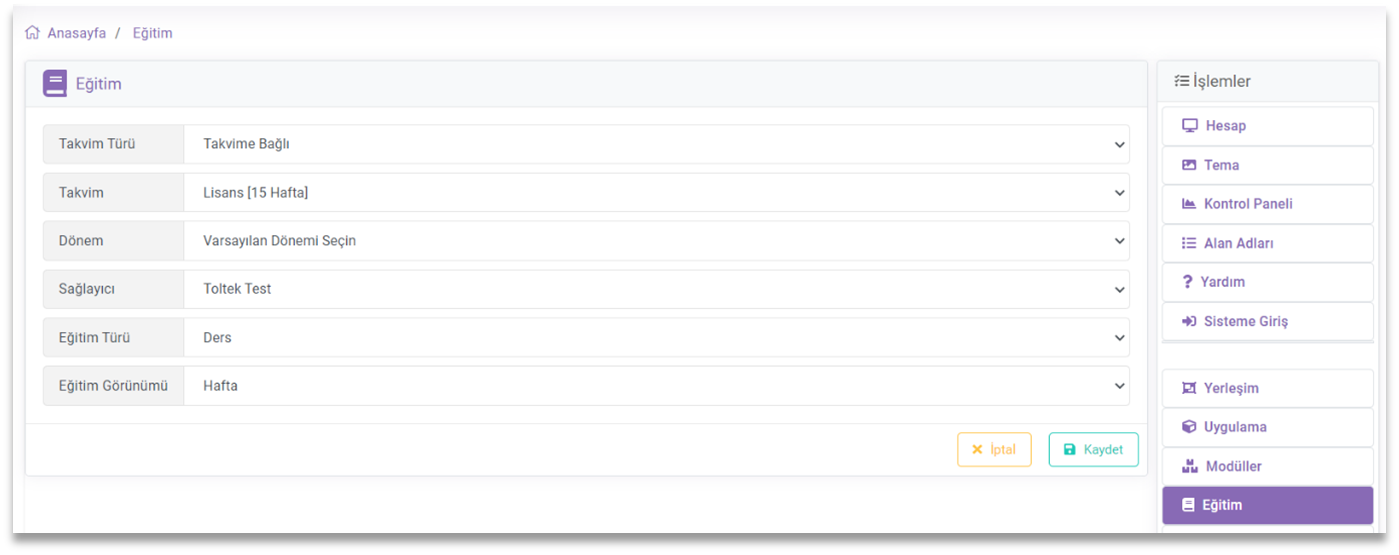 Anasayfa / Eğitim
Eğitim
Takvim Türü Takvime Bağlı
Takvim Lisans [15 Hafta]
Dönem Varsayılan Dönemi Seçin
Sağlayıcı Toltek Test
Eğitim Türü Ders
Eğitim Görünümü Hafta
İptal Kaydet
İşlemler
Hesap
Tema
Kontrol Paneli
Alan Adları
Yardım
Sisteme Giriş
Yerleşim
Uygulama
Modüller
Eğitim